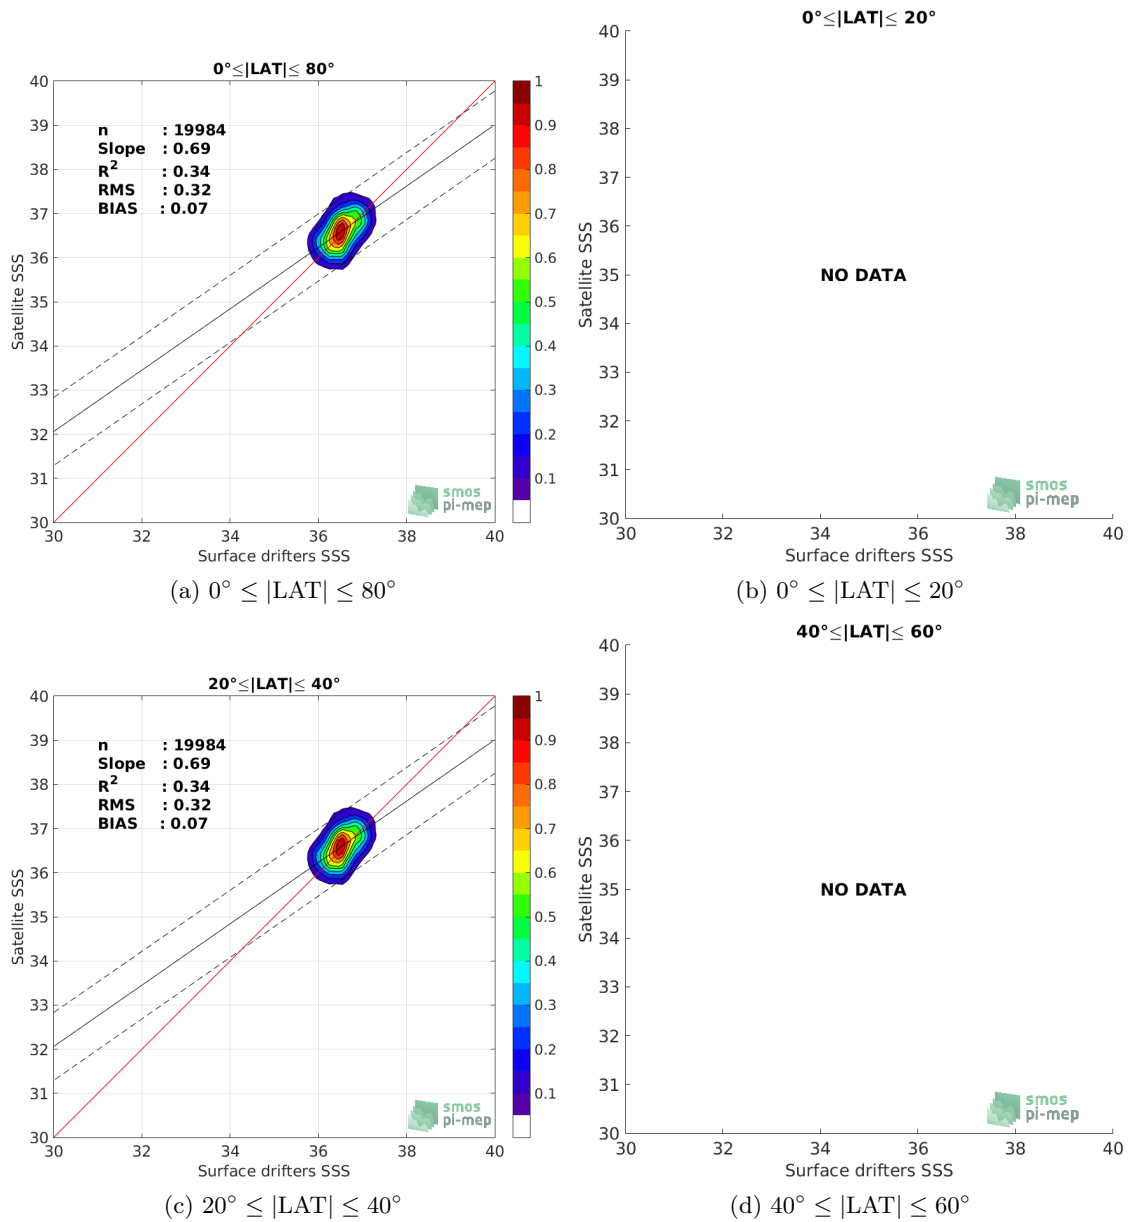 0°≤|LAT|≤ 80°
40
39
38
37
36
35
34
33
32
31
30
30
32
34
36
38
40
Satellite SSS
Surface drifters SSS
n : 19984
Slope : 0.69
R² : 0.34
RMS : 0.32
BIAS : 0.07
1
0.9
0.8
0.7
0.6
0.5
0.4
0.3
0.2
0.1
smos
pi-mep
(a) 0° ≤ |LAT| ≤ 80°
0°≤|LAT|≤ 20°
40
39
38
37
36
35
34
33
32
31
30
30
32
34
36
38
40
Satellite SSS
Surface drifters SSS
NO DATA
smos
pi-mep
(b) 0° ≤ |LAT| ≤ 20°
20°≤|LAT|≤ 40°
40
39
38
37
36
35
34
33
32
31
30
30
32
34
36
38
40
Satellite SSS
Surface drifters SSS
n : 19984
Slope : 0.69
R² : 0.34
RMS : 0.32
BIAS : 0.07
1
0.9
0.8
0.7
0.6
0.5
0.4
0.3
0.2
0.1
smos
pi-mep
(c) 20° ≤ |LAT| ≤ 40°
40°≤|LAT|≤ 60°
40
39
38
37
36
35
34
33
32
31
30
30
32
34
36
38
40
Satellite SSS
Surface drifters SSS
NO DATA
smos
pi-mep
(d) 40° ≤ |LAT| ≤ 60°